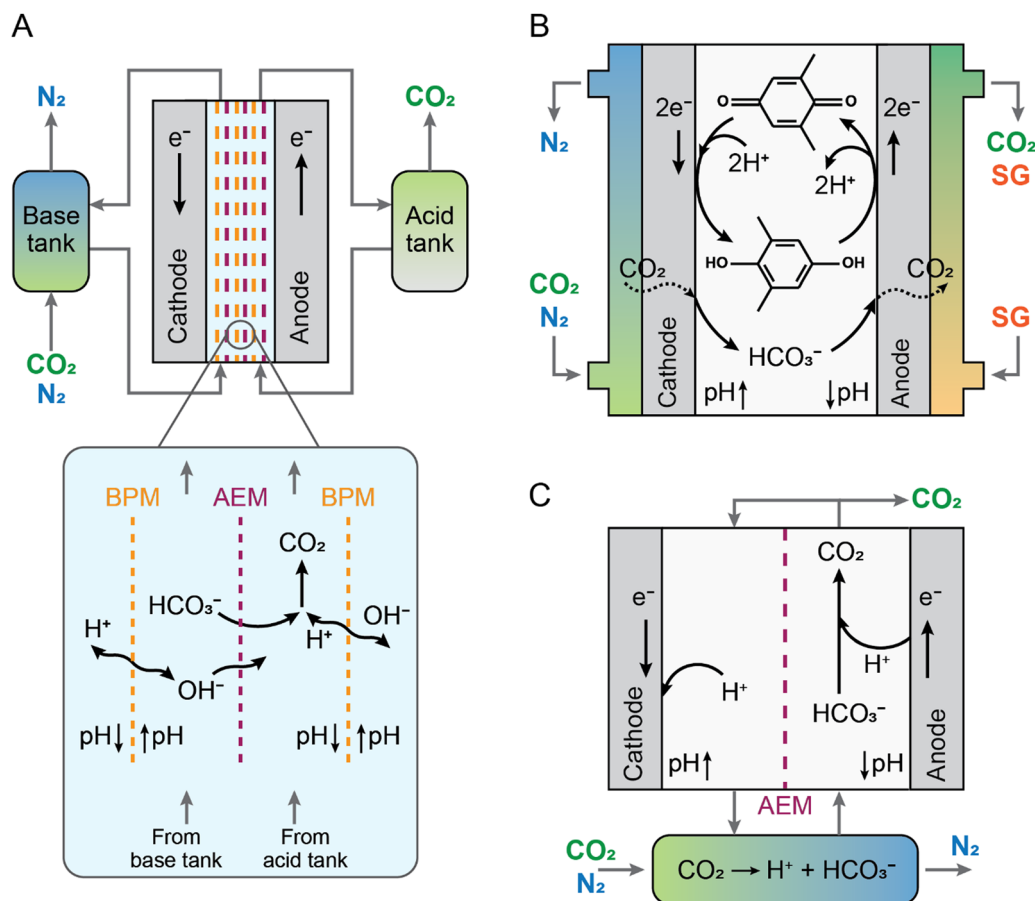 A
N₂
CO₂
e⁻
e⁻
Base
tank
Acid
tank
Cathode
Anode
CO₂
N₂
BPM
AEM
BPM
CO₂
HCO₃⁻
OH⁻
H⁺
H⁺
OH⁻
pH↓
↑pH
pH↓
↑pH
From
base tank
From
acid tank
B
2e⁻
O
O
2e⁻
N₂
2H⁺
2H⁺
CO₂
SG
HO
OH
CO₂
CO₂
CO₂
N₂
SG
HCO₃⁻
Cathode
Anode
pH↑
↓pH
C
CO₂
CO₂
e⁻
e⁻
H⁺
H⁺
HCO₃⁻
Cathode
Anode
pH↑
↓pH
AEM
CO₂
N₂
CO₂ → H⁺ + HCO₃⁻
N₂